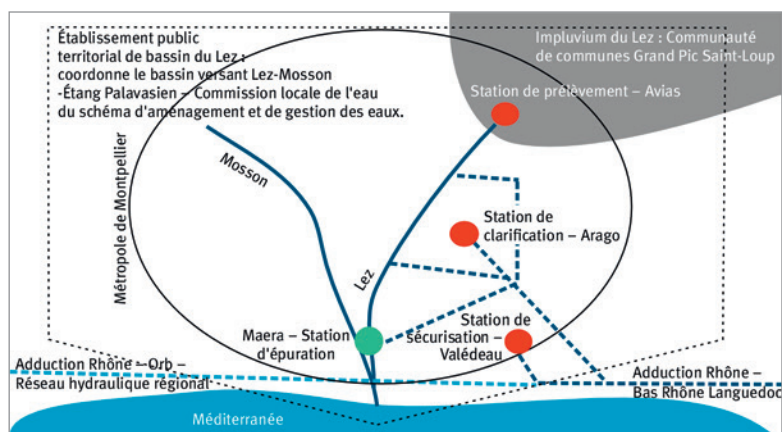 Établissement public
territorial de bassin du Lez :
coordonne le bassin versant Lez-Mosson
-Étang Palavasien – Commission locale de l'eau
du schéma d'aménagement et de gestion des eaux.
Impluvium du Lez : Communauté
de communes Grand Pic Saint-Loup
Station de prélèvement – Avias
Mosson
Métropole de Montpellier
Station de
clarification – Arago
Lez
Maera – Station
d'épuration
Station de
sécurisation –
Valédeau
Adduction Rhône – Orb –
Réseau hydraulique régional
Adduction Rhône –
Bas Rhône Languedoc
Méditerranée